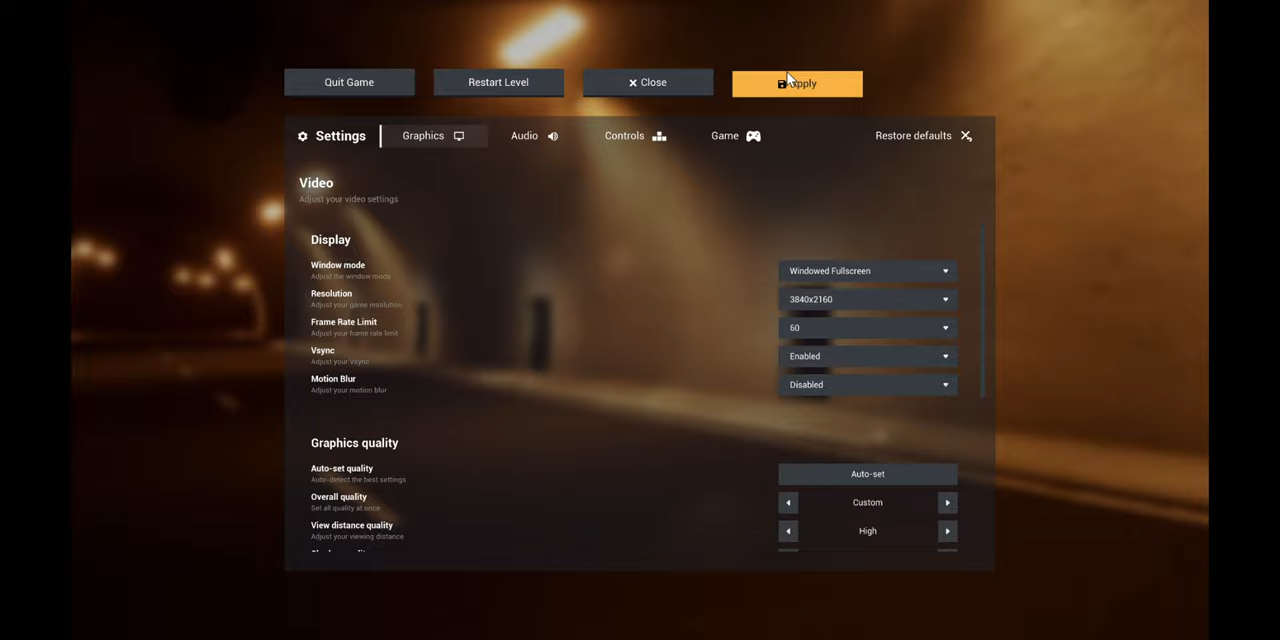 Quit Game
Restart Level
Close
Apply
Settings
Graphics
Audio
Controls
Game
Restore defaults
Video
Adjust your video settings
Display
Window mode
Adjust the window mode
Windowed Fullscreen
Resolution
Adjust your game resolution
3840x2160
Frame Rate Limit
Adjust your frame rate limit
60
Vsync
Adjust your Vsync
Enabled
Motion Blur
Adjust your motion blur
Disabled
Graphics quality
Auto-set quality
Auto-detect the best settings
Auto-set
Overall quality
Set all quality at once
Custom
View distance quality
Adjust your viewing distance
High